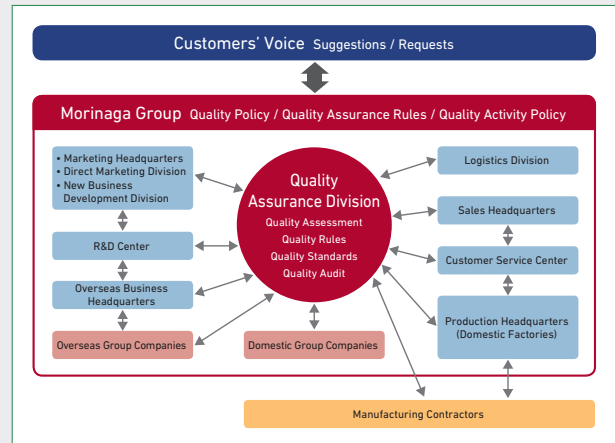 Customers' Voice Suggestions / Requests
Morinaga Group Quality Policy / Quality Assurance Rules / Quality Activity Policy
• Marketing Headquarters
• Direct Marketing Division
• New Business
Development Division
R&D Center
Overseas Business
Headquarters
Overseas Group Companies
Quality
Assurance Division
Quality Assessment
Quality Rules
Quality Standards
Quality Audit
Domestic Group Companies
Logistics Division
Sales Headquarters
Customer Service Center
Production Headquarters
(Domestic Factories)
Manufacturing Contractors